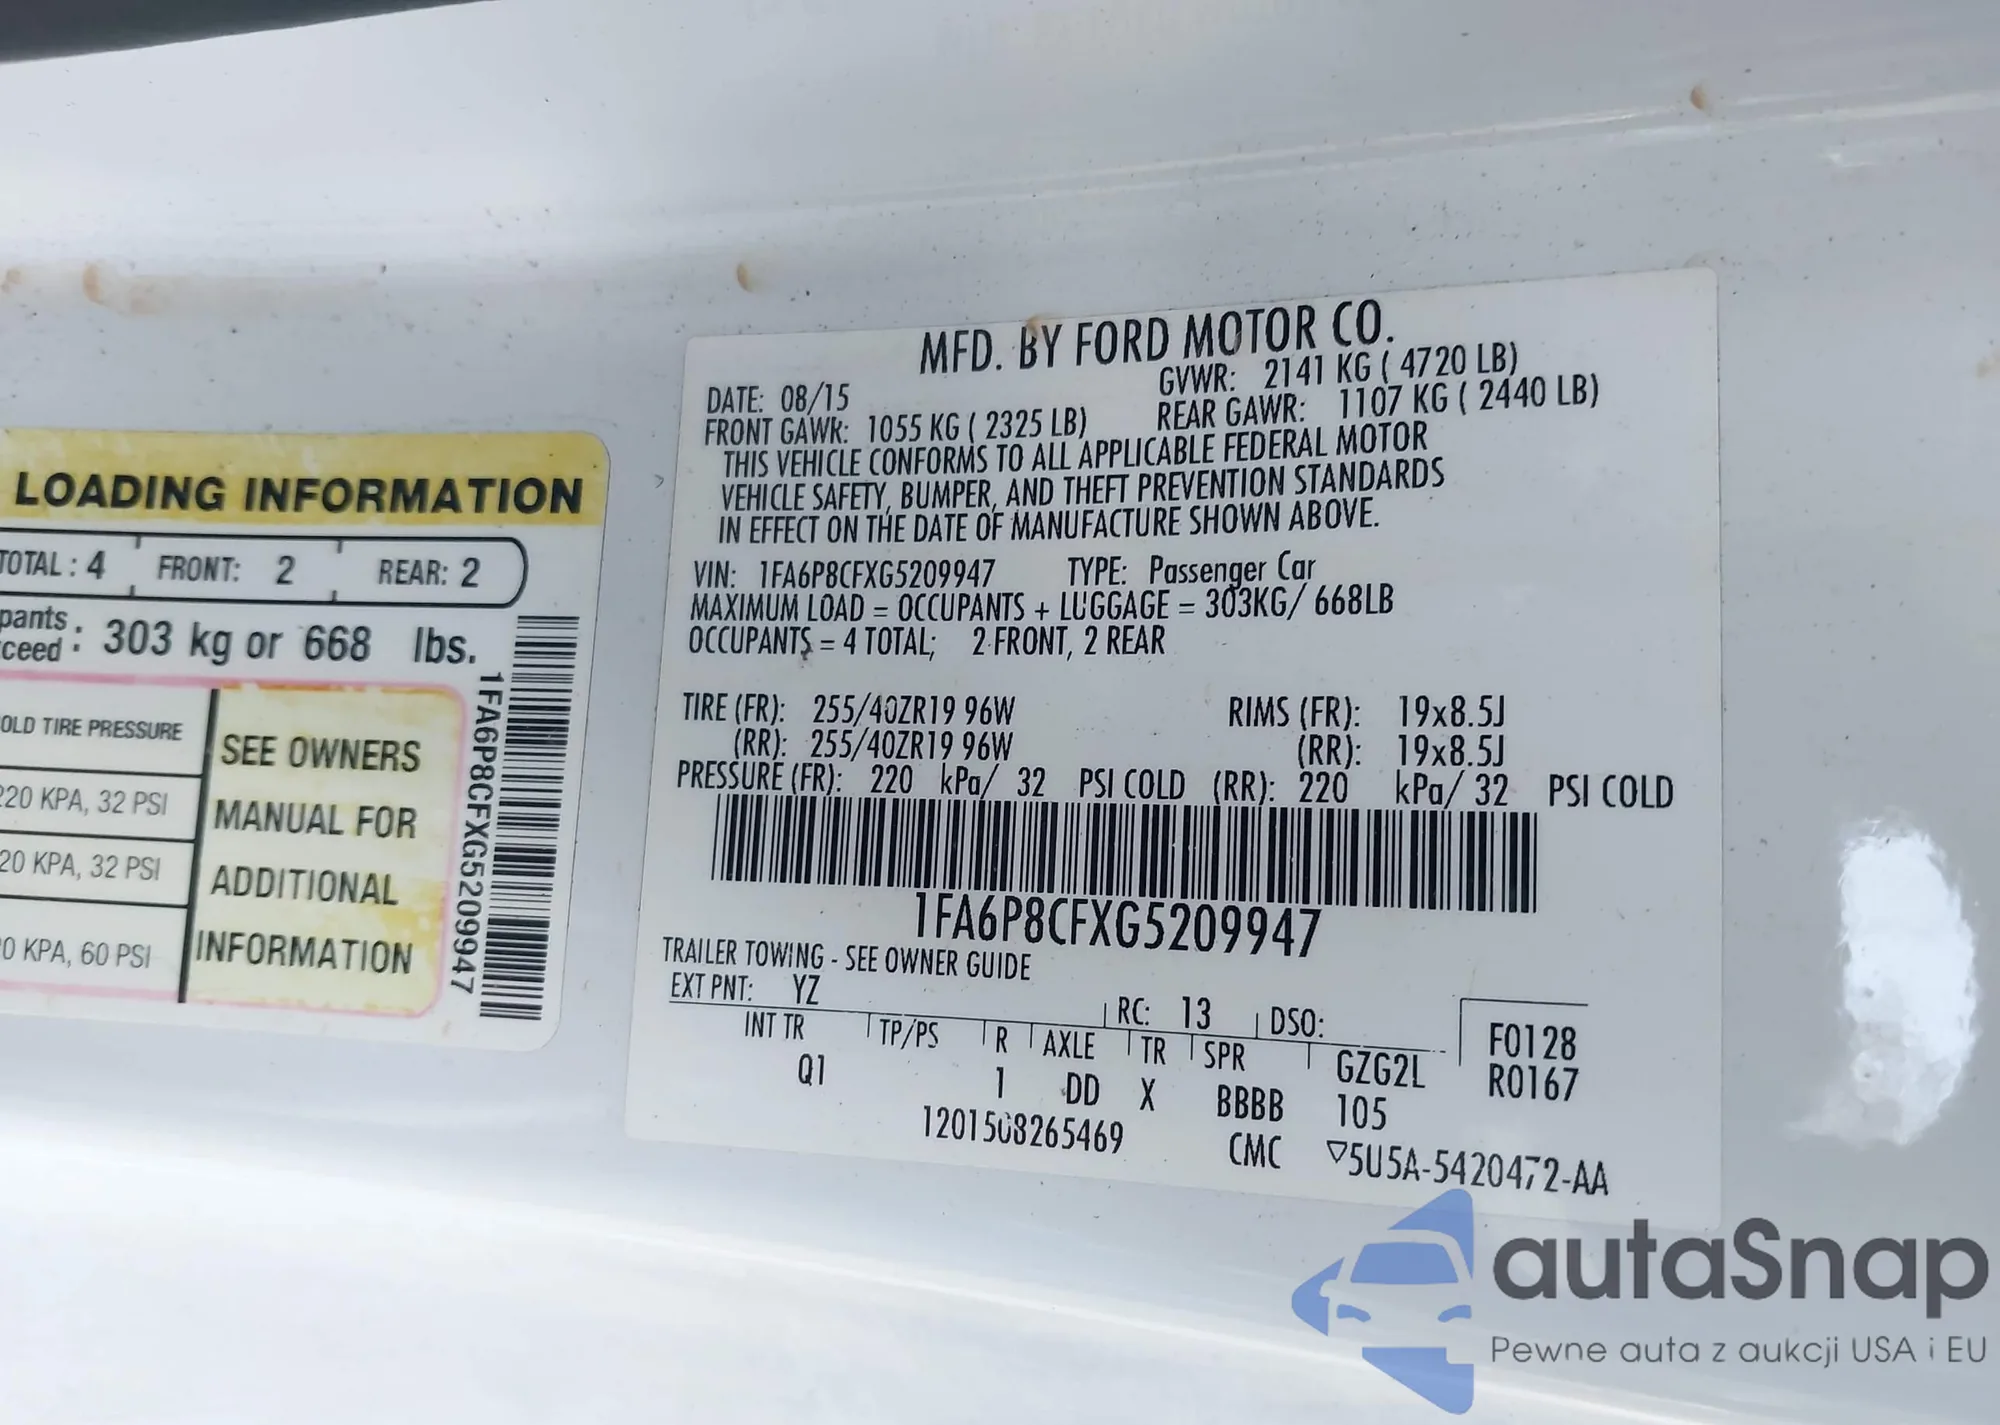 LOADING INFORMATION
TOTAL : 4 FRONT: 2 REAR: 2
pants
ceed : 303 kg or 668 lbs.
OLD TIRE PRESSURE
220 KPA, 32 PSI
20 KPA, 32 PSI
0 KPA, 60 PSI
SEE OWNERS
MANUAL FOR
ADDITIONAL
INFORMATION
1FA6P8CFXG5209947
MFD. BY FORD MOTOR CO.
DATE: 08/15 GVWR: 2141 KG ( 4720 LB)
FRONT GAWR: 1055 KG ( 2325 LB) REAR GAWR: 1107 KG ( 2440 LB)
THIS VEHICLE CONFORMS TO ALL APPLICABLE FEDERAL MOTOR
VEHICLE SAFETY, BUMPER, AND THEFT PREVENTION STANDARDS
IN EFFECT ON THE DATE OF MANUFACTURE SHOWN ABOVE.
VIN: 1FA6P8CFXG5209947 TYPE: Passenger Car
MAXIMUM LOAD = OCCUPANTS + LUGGAGE = 303KG/ 668LB
OCCUPANTS = 4 TOTAL; 2 FRONT, 2 REAR
TIRE (FR): 255/40ZR19 96W RIMS (FR): 19x8.5J
(RR): 255/40ZR19 96W (RR): 19x8.5J
PRESSURE (FR): 220 kPa/ 32 PSI COLD (RR): 220 kPa/ 32 PSI COLD
1FA6P8CFXG5209947
TRAILER TOWING - SEE OWNER GUIDE
EXT PNT: YZ RC: 13 DSO: F0128
INT TR TP/PS R AXLE TR SPR GZG2L R0167
Q1 1 DD X BBBB 105
1201508265469 CMC ▽5U5A-5420472-AA
autaSnap
Pewne auta z aukcji USA i EU